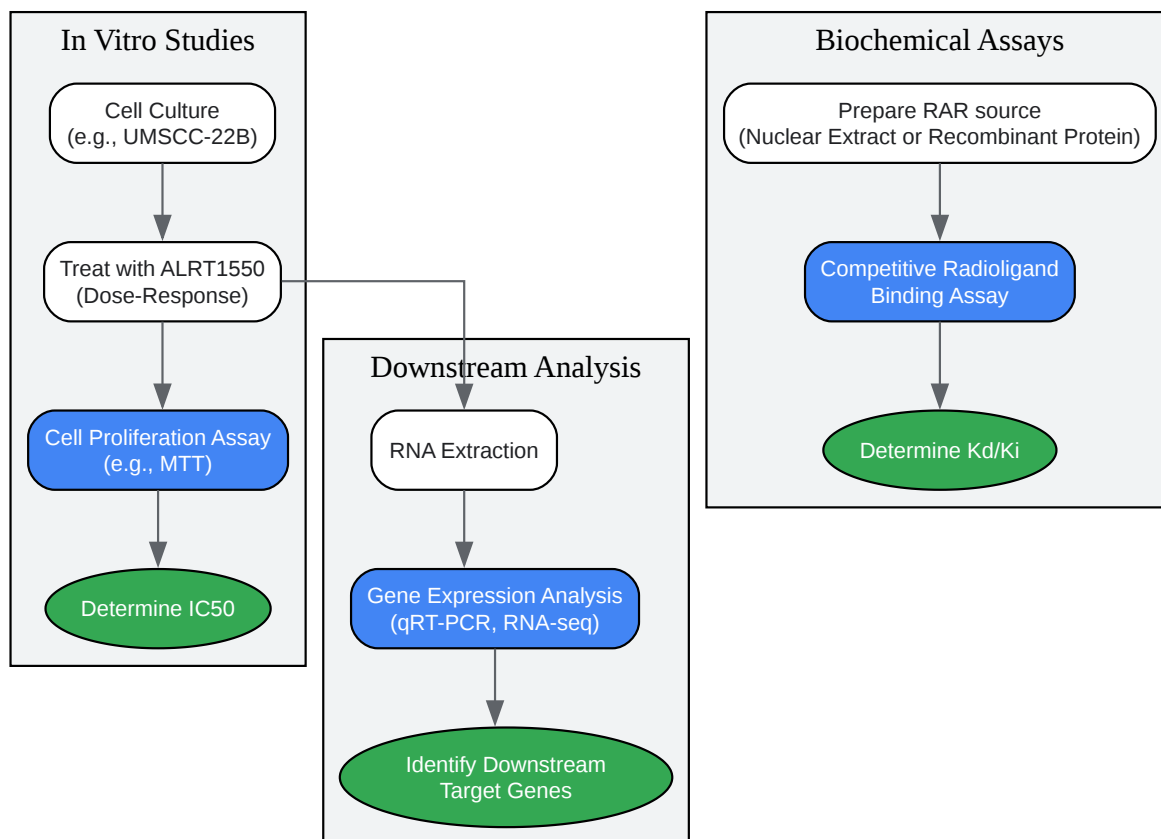 In Vitro Studies
Cell Culture
(e.g., UMSCC-22B)
Treat with ALRT1550
(Dose-Response)
Cell Proliferation Assay
(e.g., MTT)
Determine IC50
Downstream Analysis
RNA Extraction
Gene Expression Analysis
(qRT-PCR, RNA-seq)
Identify Downstream
Target Genes
Biochemical Assays
Prepare RAR source
(Nuclear Extract or Recombinant Protein)
Competitive Radioligand
Binding Assay
Determine Kd/Ki